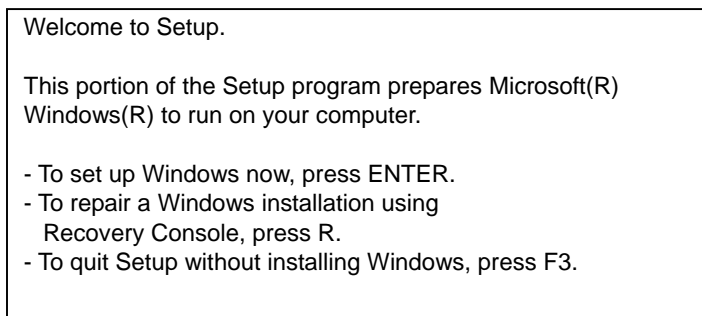 Welcome to Setup.
This portion of the Setup program prepares Microsoft(R)
Windows(R) to run on your computer.
- To set up Windows now, press ENTER.
- To repair a Windows installation using
Recovery Console, press R.
- To quit Setup without installing Windows, press F3.